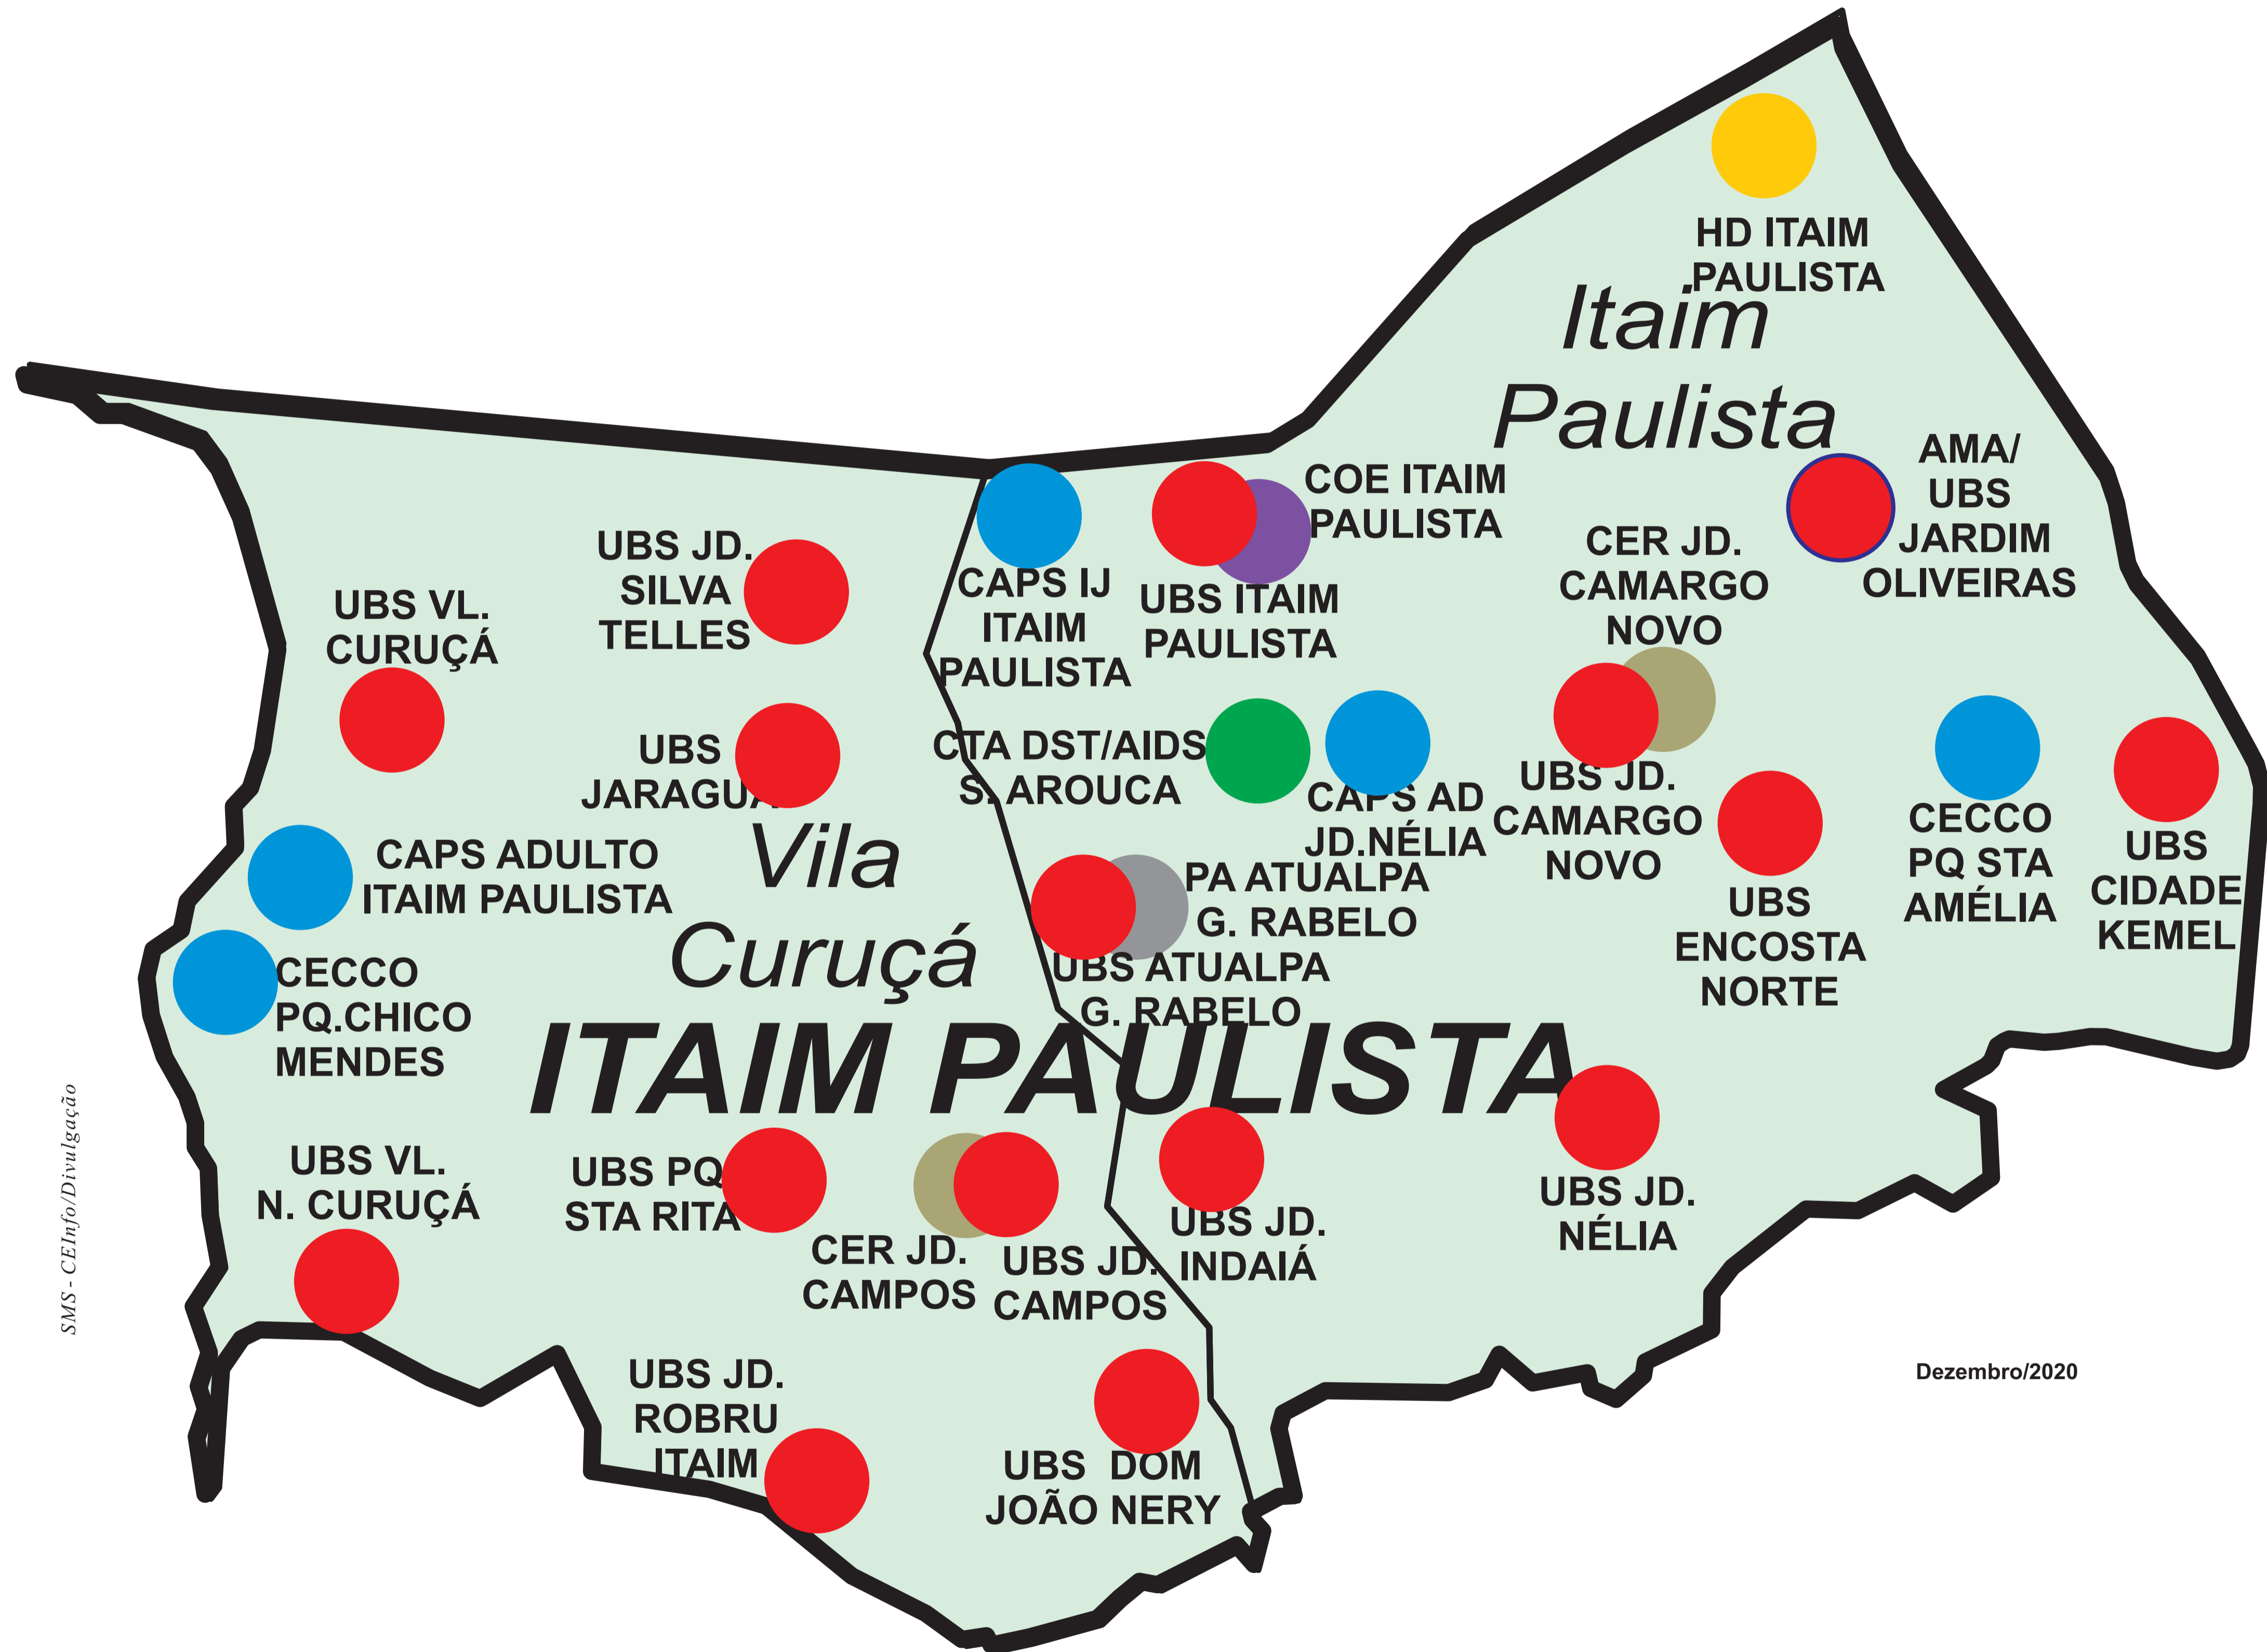 HD ITAIM
PAULISTA
Itaim
Paulista
AMA/
UBS
JARDIM
OLIVEIRAS
COE ITAIM
PAULISTA
CER JD.
CAMARGO
NOVO
UBS JD.
SILVA
TELLES
CAPS IJ
ITAIM
PAULISTA
UBS ITAIM
PAULISTA
UBS VL.
CURUÇÁ
UBS
JARAGUÁ
CTA DST/AIDS
S. AROUCA
CAPS AD
JD.NÉLIA
UBS JD.
CAMARGO
NOVO
CECCO
PQ STA
AMÉLIA
UBS
CIDADE
KEMEL
CAPS ADULTO
ITAIM PAULISTA
Vila
Curuçá
PA ATUALPA
G. RABELO
UBS ATUALPA
G. RABELO
UBS
ENCOSTA
NORTE
CECCO
PQ.CHICO
MENDES
ITAIM PAULISTA
UBS VL.
N. CURUÇÁ
UBS PQ
STA RITA
CER JD.
CAMPOS
UBS JD.
CAMPOS
UBS JD.
INDAIÁ
UBS JD.
NÉLIA
UBS JD.
ROBRU
ITAIM
UBS DOM
JOÃO NERY
Dezembro/2020
SMS - CEInfo/Divulgação